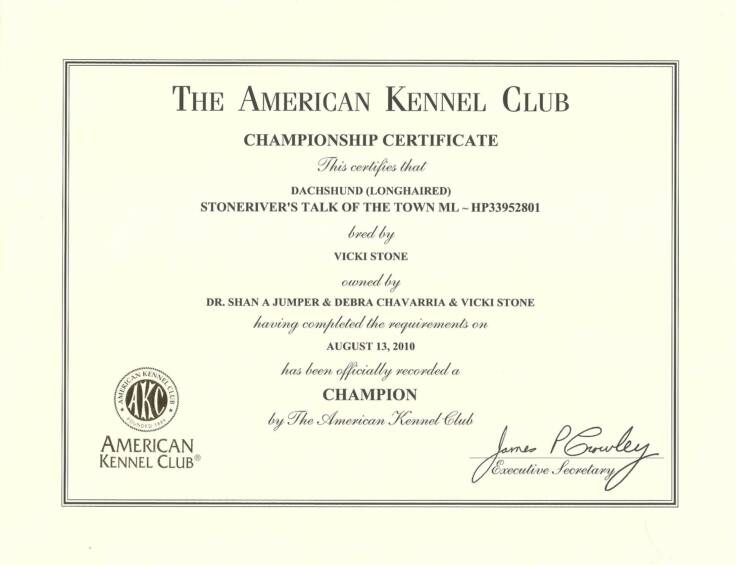 THE AMERICAN KENNEL CLUB
CHAMPIONSHIP CERTIFICATE
This certifies that
DACHSHUND (LONGHAIRED)
STONERIVER'S TALK OF THE TOWN ML ~ HP33952801
bred by
VICKI STONE
owned by
DR. SHAN A JUMPER & DEBRA CHAVARRIA & VICKI STONE
having completed the requirements on
AUGUST 13, 2010
has been officially recorded a
CHAMPION
by The American Kennel Club
AMERICAN KENNEL CLUB
AKC
FOUNDED 1884
AMERICAN
KENNEL CLUB®
James P Crowley
Executive Secretary